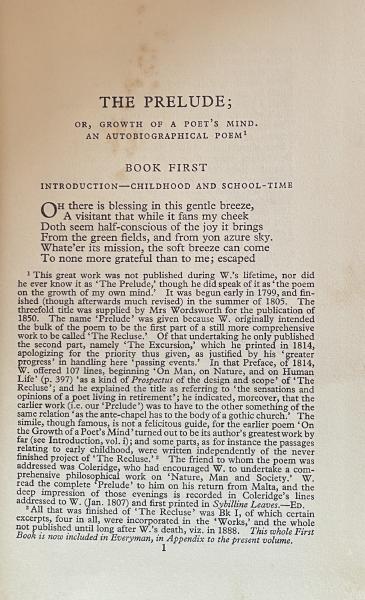 THE PRELUDE;
OR, GROWTH OF A POET'S MIND.
AN AUTOBIOGRAPHICAL POEM¹
BOOK FIRST
INTRODUCTION—CHILDHOOD AND SCHOOL-TIME
OH there is blessing in this gentle breeze,
A visitant that while it fans my cheek
Doth seem half-conscious of the joy it brings
From the green fields, and from yon azure sky.
Whate'er its mission, the soft breeze can come
To none more grateful than to me; escaped
¹ This great work was not published during W.'s lifetime, nor did
he ever know it as 'The Prelude,' though he did speak of it as 'the poem
on the growth of my own mind.' It was begun early in 1799, and fin-
ished (though afterwards much revised) in the summer of 1805. The
threefold title was supplied by Mrs Wordsworth for the publication of
1850. The name 'Prelude' was given because W. originally intended
the bulk of the poem to be the first part of a still more comprehensive
work to be called 'The Recluse.' Of that undertaking he only published
the second part, namely 'The Excursion,' which he printed in 1814,
apologizing for the priority thus given, as justified by his 'greater
progress' in handling here 'passing events.' In that Preface, of 1814,
W. offered 107 lines, beginning 'On Man, on Nature, and on Human
Life' (p. 397) 'as a kind of Prospectus of the design and scope' of 'The
Recluse'; and he explained the title as referring to 'the sensations and
opinions of a poet living in retirement'; he indicated, moreover, that the
earlier work (i.e. our 'Prelude') was to have to the other something of the
same relation 'as the ante-chapel has to the body of a gothic church.' The
simile, though famous, is not a felicitous guide, for the earlier poem 'On
the Growth of a Poet's Mind' turned out to be its author's greatest work by
far (see Introduction, vol. i); and some parts, as for instance the passages
relating to early childhood, were written independently of the never
finished project of 'The Recluse.'² The friend to whom the poem was
addressed was Coleridge, who had encouraged W. to undertake a com-
prehensive philosophical work on 'Nature, Man and Society.' W.
read the complete 'Prelude' to him on his return from Malta, and the
deep impression of those evenings is recorded in Coleridge's lines
addressed to W. (Jan. 1807) and first printed in Sybilline Leaves.—ED.
² All that was finished of 'The Recluse' was Bk I, of which certain
excerpts, four in all, were incorporated in the 'Works,' and the whole
not published until long after W.'s death, viz. in 1888. This whole First
Book is now included in Everyman, in Appendix to the present volume.
1